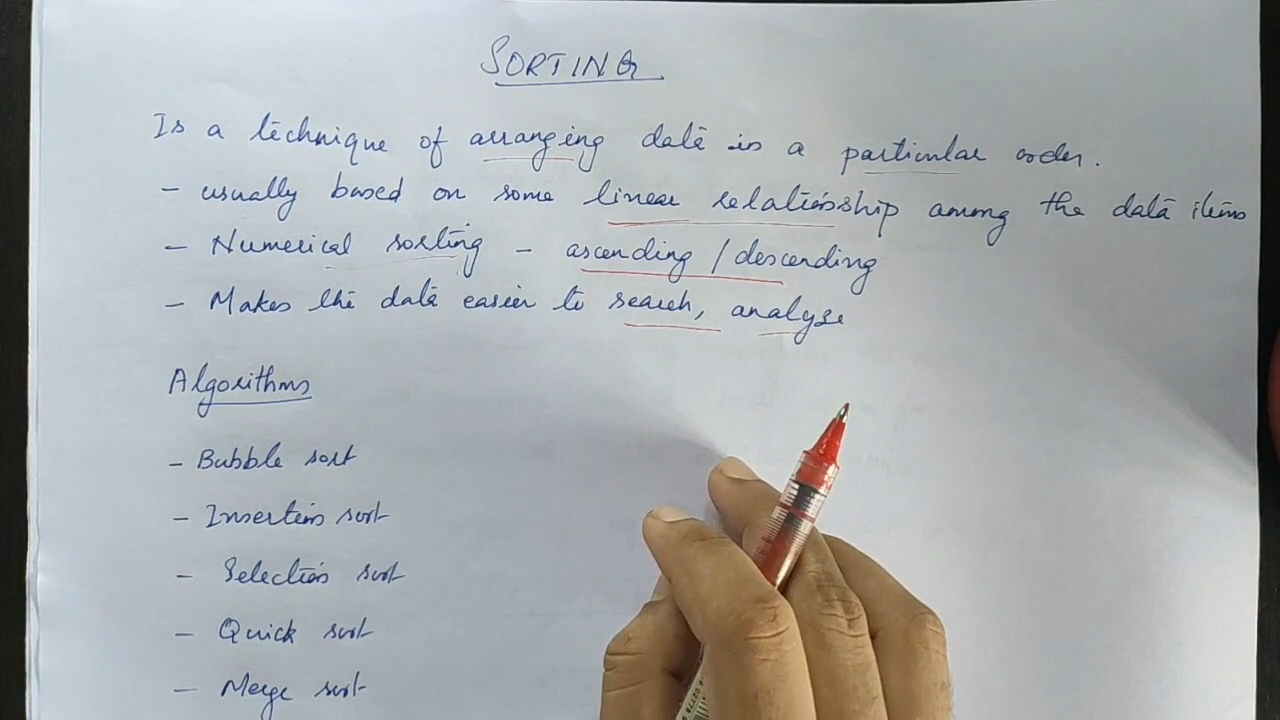 SORTING
Is a technique of arranging data in a particular order.
- usually based on some linear relationship among the data items
- Numerical sorting - ascending / descending
- Makes the data easier to search, analyse
Algorithms
- Bubble sort
- Insertion sort
- Selection sort
- Quick sort
- Merge sort